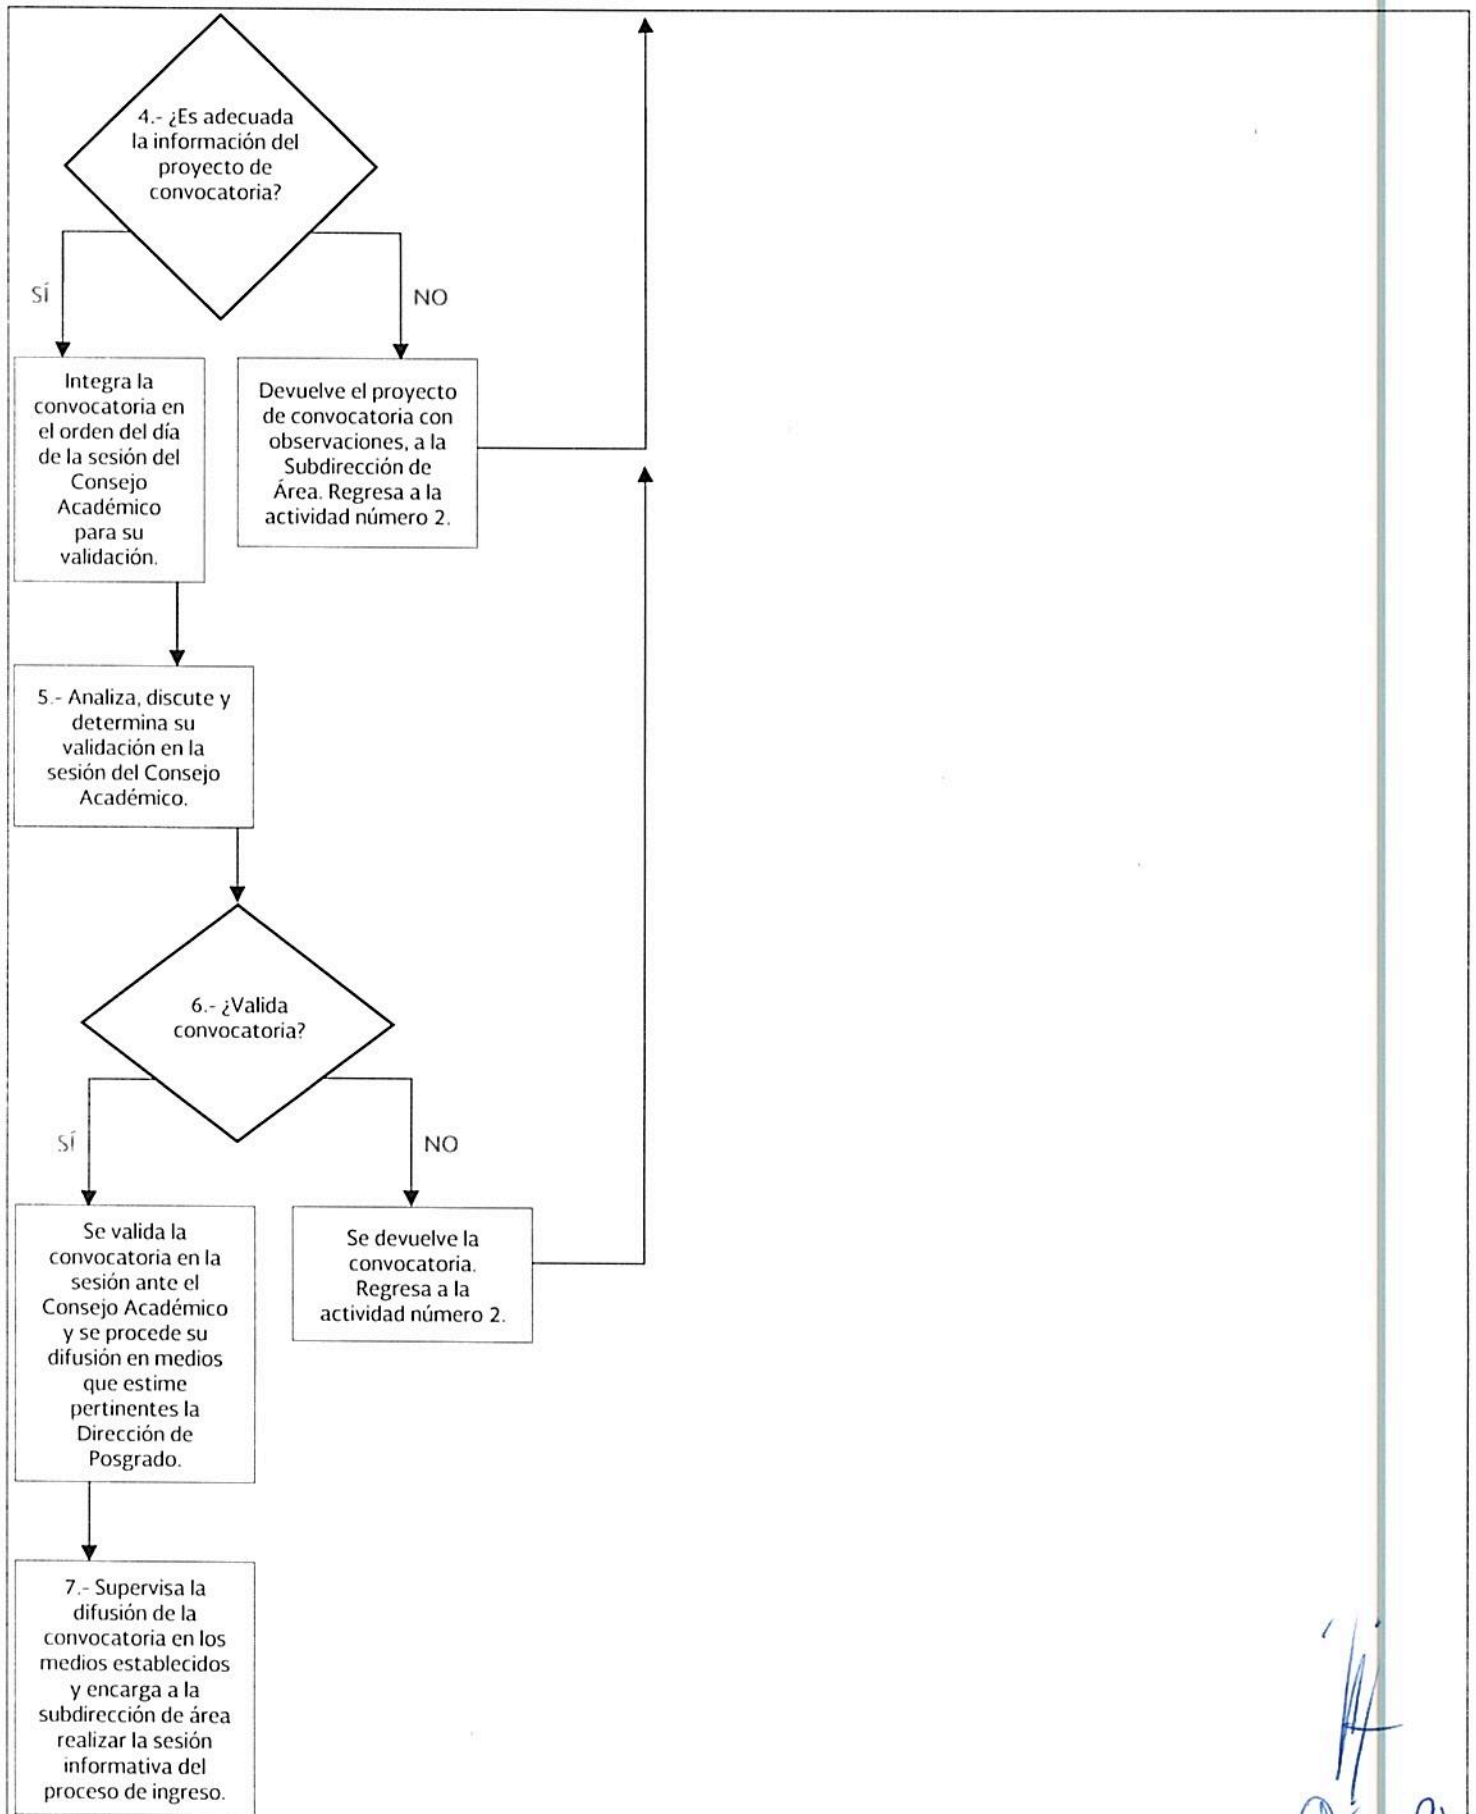 4.- ¿Es adecuada
la información del
proyecto de
convocatoria?
SÍ
NO
Integra la
convocatoria en
el orden del día
de la sesión del
Consejo
Académico
para su
validación.
Devuelve el proyecto
de convocatoria con
observaciones, a la
Subdirección de
Área. Regresa a la
actividad número 2.
5.- Analiza, discute y
determina su
validación en la
sesión del Consejo
Académico.
6.- ¿Valida
convocatoria?
SÍ
NO
Se valida la
convocatoria en la
sesión ante el
Consejo Académico
y se procede su
difusión en medios
que estime
pertinentes la
Dirección de
Posgrado.
Se devuelve la
convocatoria.
Regresa a la
actividad número 2.
7.- Supervisa la
difusión de la
convocatoria en los
medios establecidos
y encarga a la
subdirección de área
realizar la sesión
informativa del
proceso de ingreso.